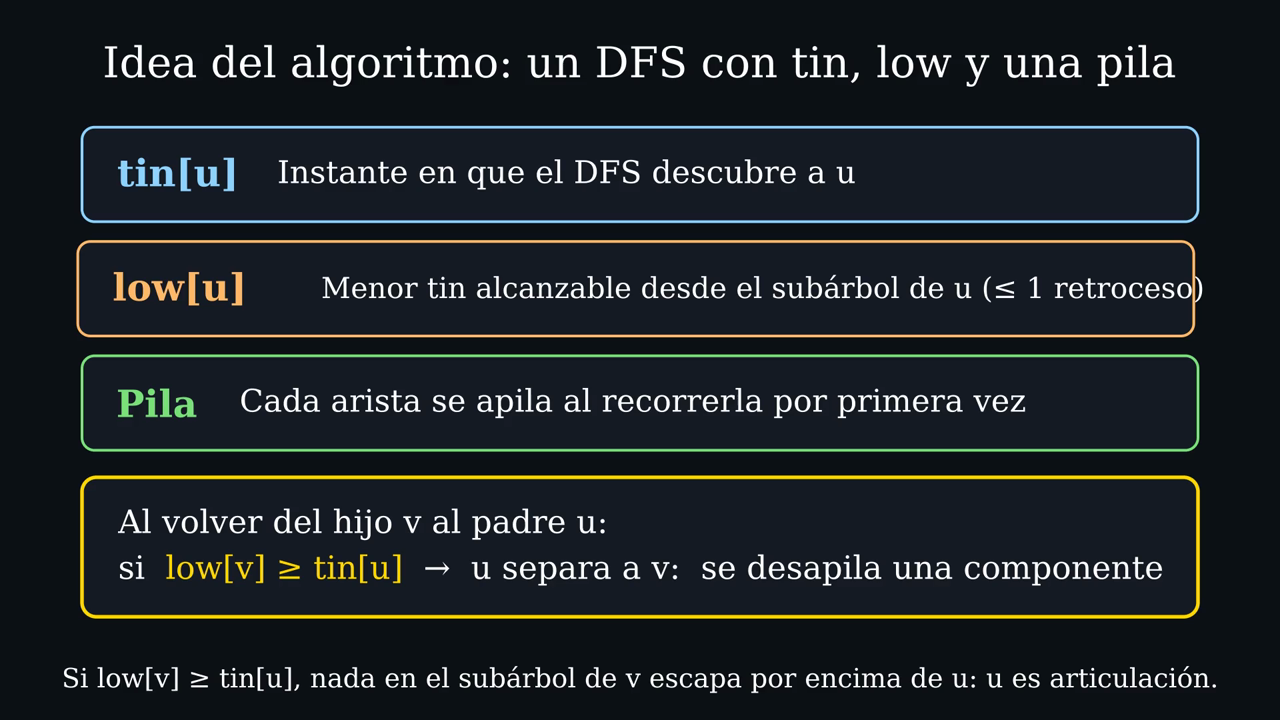 Idea del algoritmo: un DFS con tin, low y una pila
tin[u] Instante en que el DFS descubre a u
low[u] Menor tin alcanzable desde el subárbol de u (≤ 1 retroceso)
Pila Cada arista se apila al recorrerla por primera vez
Al volver del hijo v al padre u:
si low[v] ≥ tin[u] → u separa a v: se desapila una componente
Si low[v] ≥ tin[u], nada en el subárbol de v escapa por encima de u: u es articulación.